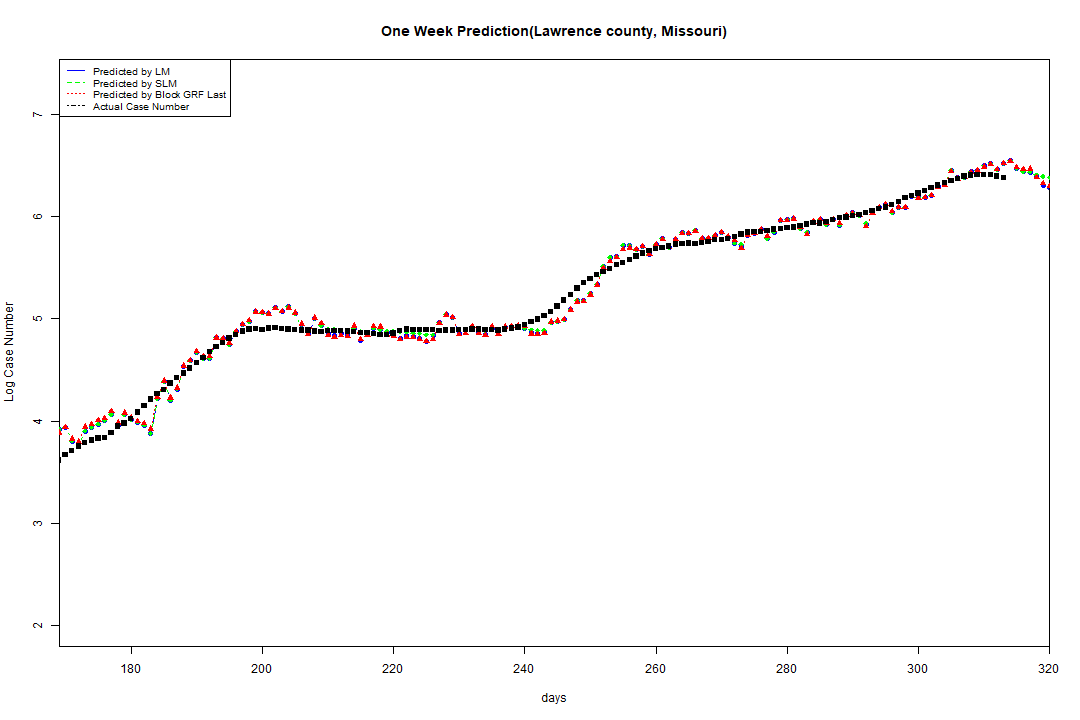 One Week Prediction(Lawrence county, Missouri)
Predicted by LM
Predicted by SLM
Predicted by Block GRF Last
Actual Case Number
7
6
5
4
3
2
Log Case Number
180 200 220 240 260 280 300 320
days